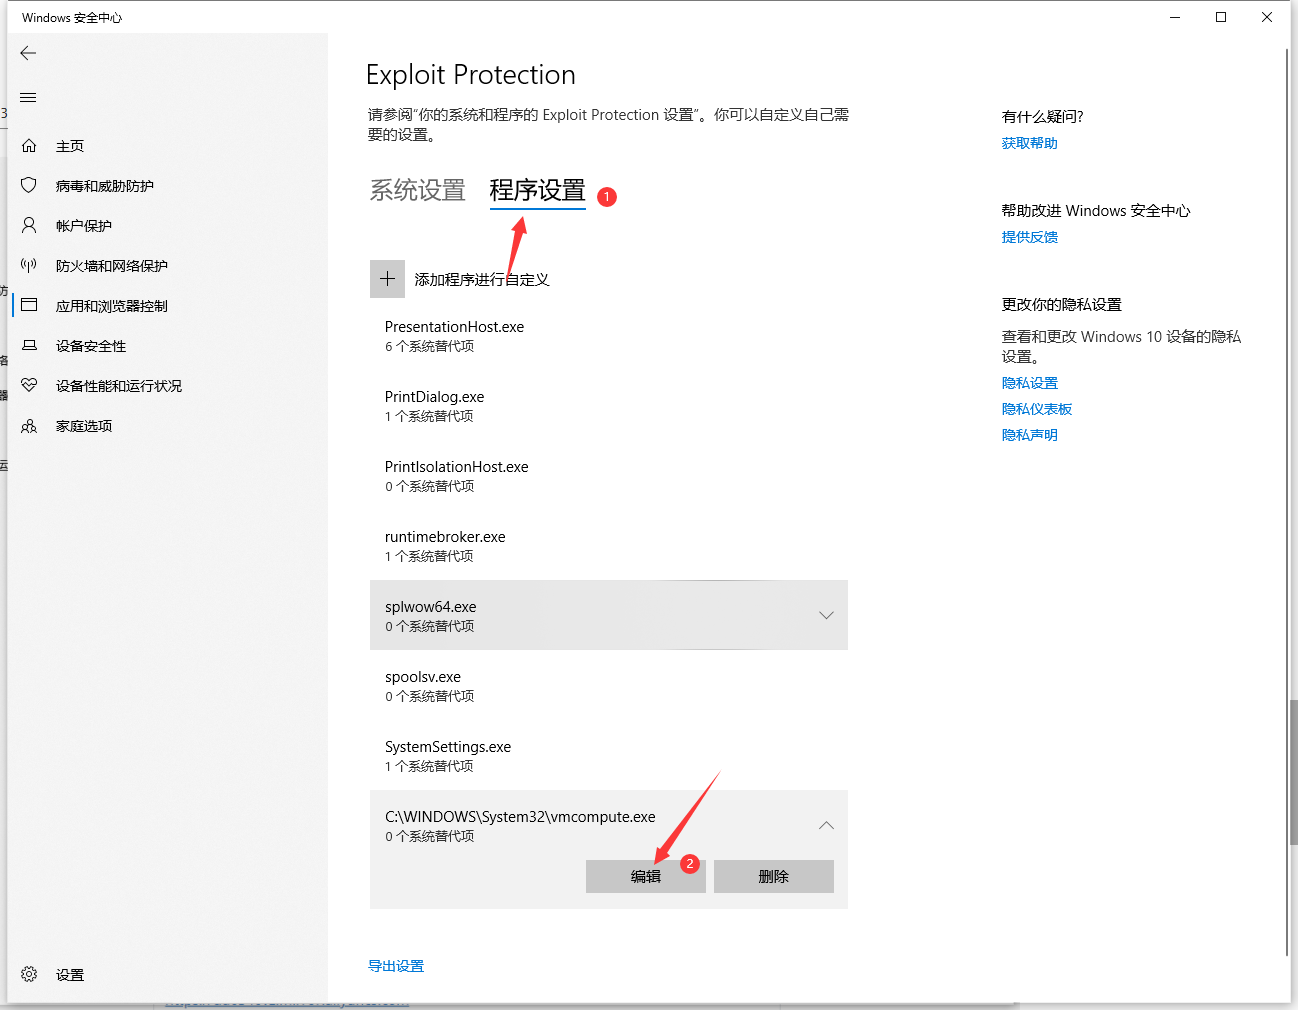 Windows 安全中心
主页
病毒和威胁防护
帐户保护
防火墙和网络保护
应用和浏览器控制
设备安全性
设备性能和运行状况
家庭选项
设置
Exploit Protection
请参阅“你的系统和程序的 Exploit Protection 设置”。你可以自定义自己需
要的设置。
系统设置 程序设置 1
添加程序进行自定义
PresentationHost.exe
6 个系统替代项
PrintDialog.exe
1 个系统替代项
PrintIsolationHost.exe
0 个系统替代项
runtimebroker.exe
1 个系统替代项
splwow64.exe
0 个系统替代项
spoolsv.exe
0 个系统替代项
SystemSettings.exe
1 个系统替代项
C:\WINDOWS\System32\vmcompute.exe
0 个系统替代项
编辑 2 删除
导出设置
有什么疑问?
获取帮助
帮助改进 Windows 安全中心
提供反馈
更改你的隐私设置
查看和更改 Windows 10 设备的隐私
设置。
隐私设置
隐私仪表板
隐私声明